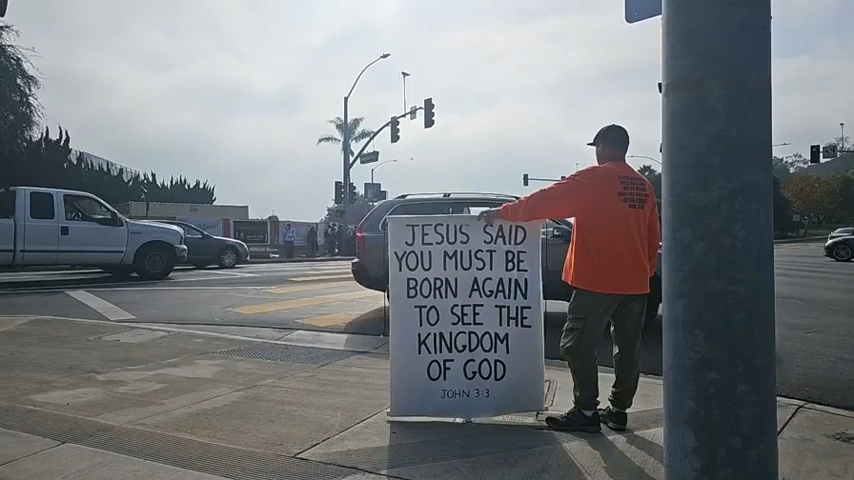 JESUS SAID
YOU MUST BE
BORN AGAIN
TO SEE THE
KINGDOM
OF GOD
JOHN 3:3